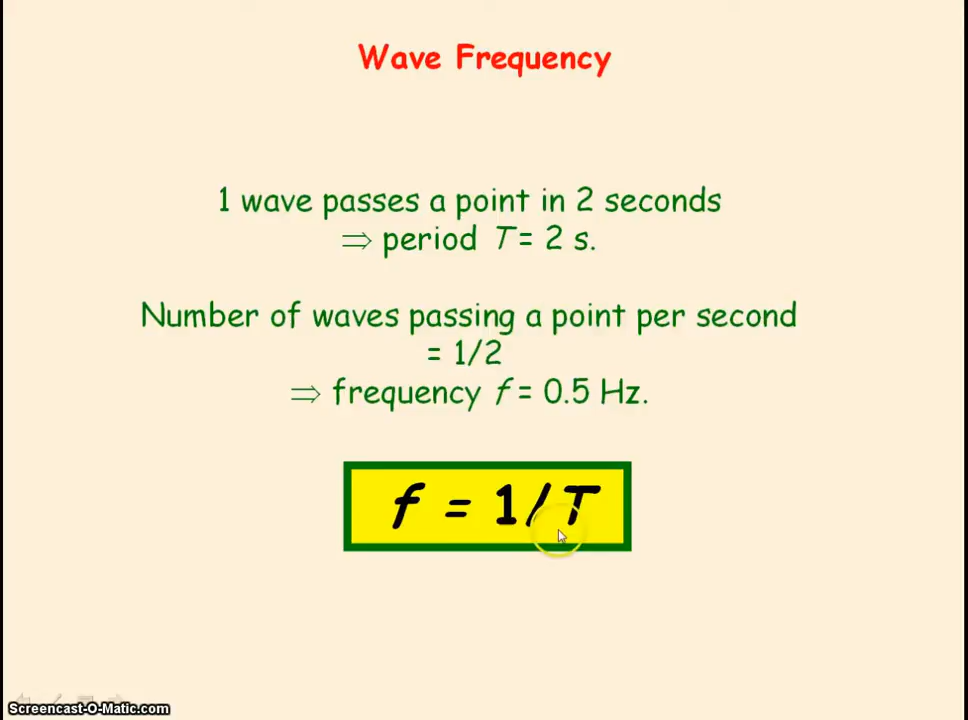 Wave Frequency
1 wave passes a point in 2 seconds
⇒ period T = 2 s.
Number of waves passing a point per second
= 1/2
⇒ frequency f = 0.5 Hz.
f = 1/T
Screencast-O-Matic.com